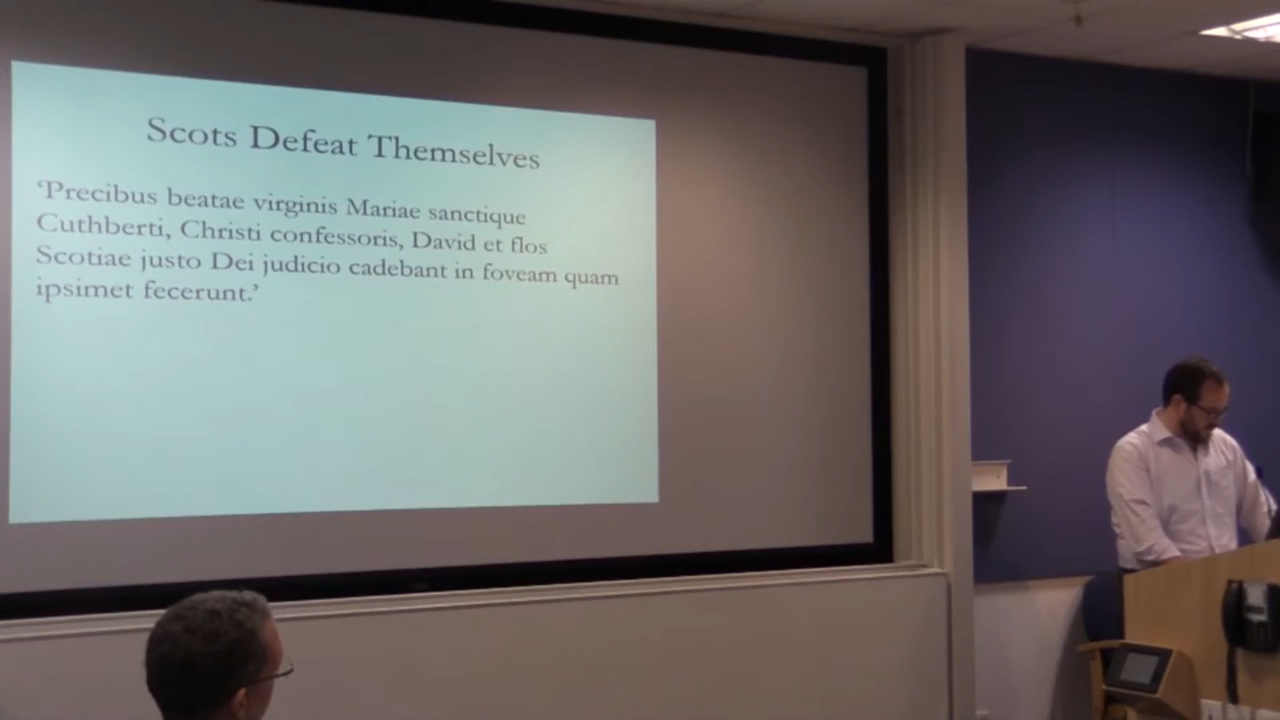 Scots Defeat Themselves
‘Precibus beatae virginis Mariae sanctique
Cuthberti, Christi confessoris, David et flos
Scotiae justo Dei judicio cadebant in foveam quam
ipsimet fecerunt.’